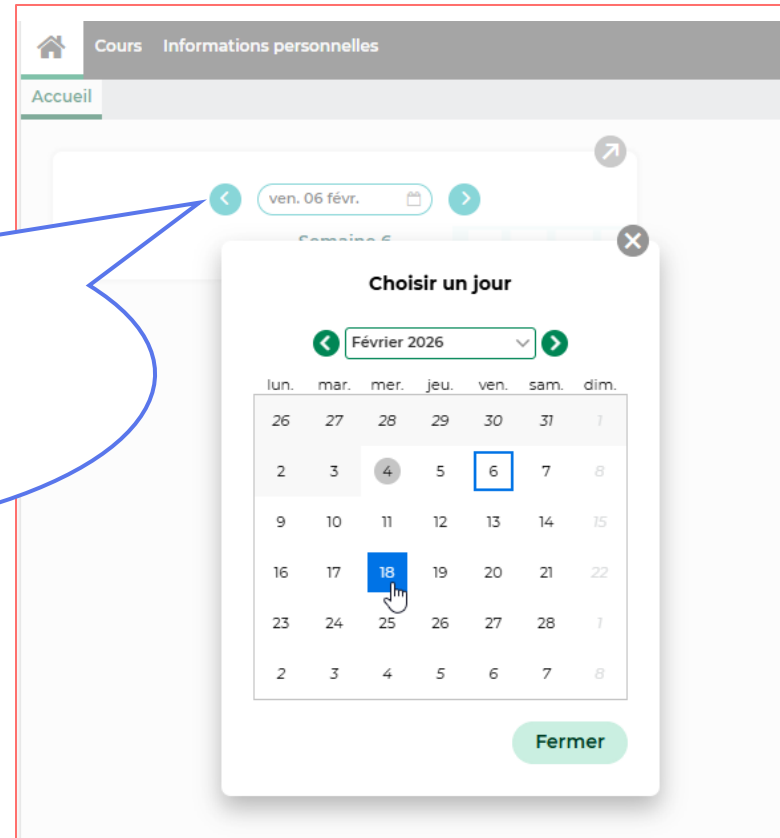 Cours Informations personnelles
Accueil
ven. 06 févr.
Semaine 6
Choisir un jour
Février 2026
lun. mar. mer. jeu. ven. sam. dim.
26 27 28 29 30 31 1
2 3 4 5 6 7 8
9 10 11 12 13 14 15
16 17 18 19 20 21 22
23 24 25 26 27 28 1
2 3 4 5 6 7 8
Fermer